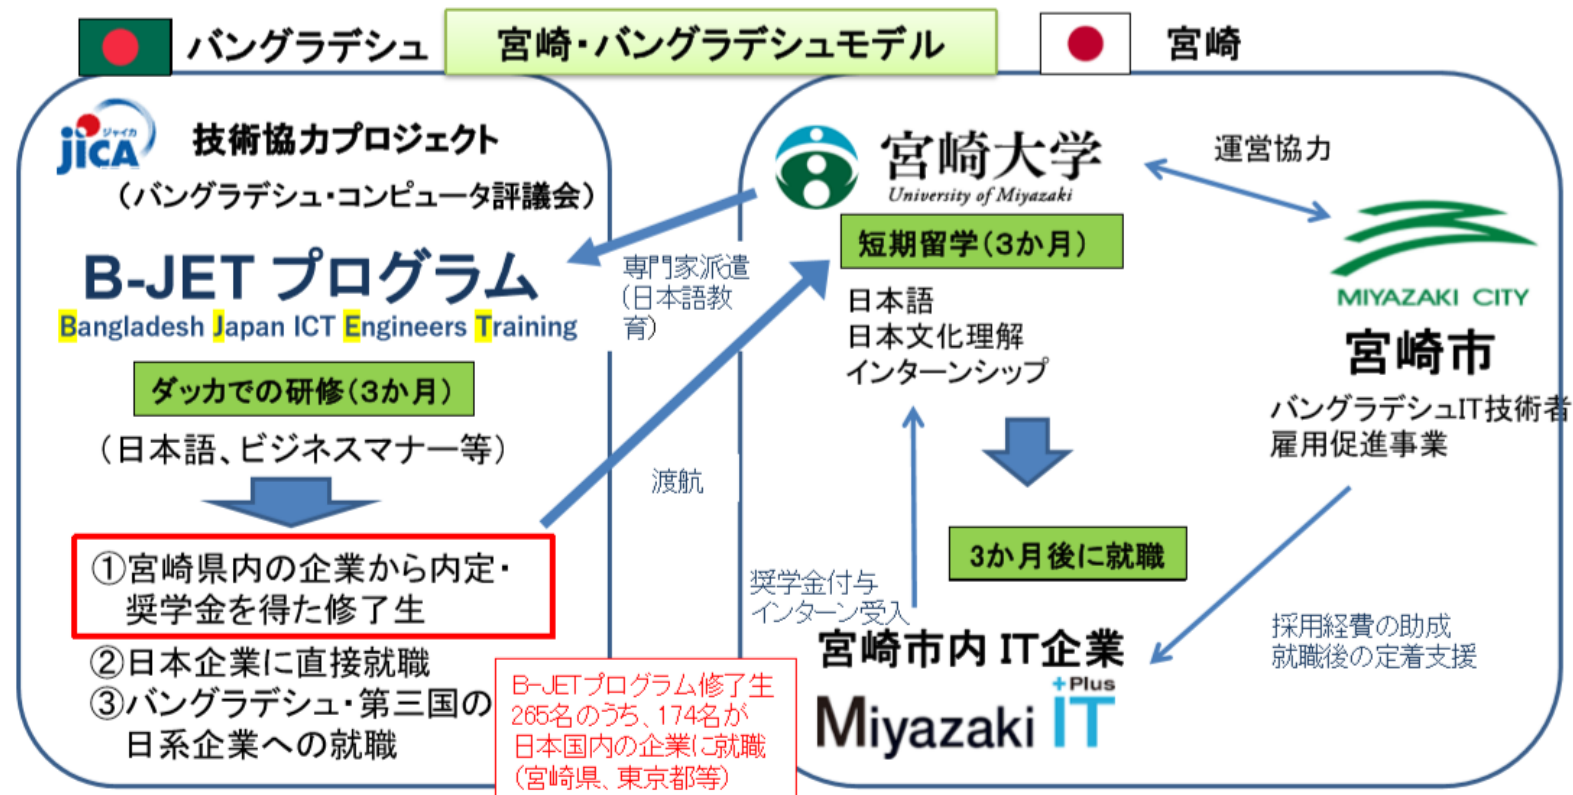 バングラデシュ
宮崎・バングラデシュモデル
宮崎
ジャイカ
JICA
技術協力プロジェクト
（バングラデシュ・コンピュータ評議会）
B-JET プログラム
Bangladesh Japan ICT Engineers Training
ダッカでの研修（３か月）
（日本語、ビジネスマナー等）
①宮崎県内の企業から内定・
奨学金を得た修了生
②日本企業に直接就職
③バングラデシュ・第三国の
日系企業への就職
専門家派遣
（日本語教
育）
渡航
B-JETプログラム修了生
265名のうち、174名が
日本国内の企業に就職
（宮崎県、東京都等）
宮崎大学
University of Miyazaki
短期留学（３か月）
日本語
日本文化理解
インターンシップ
3か月後に就職
奨学金付与
インターン受入
宮崎市内 IT企業
Miyazaki +Plus IT
運営協力
MIYAZAKI CITY
宮崎市
バングラデシュIT技術者
雇用促進事業
採用経費の助成
就職後の定着支援